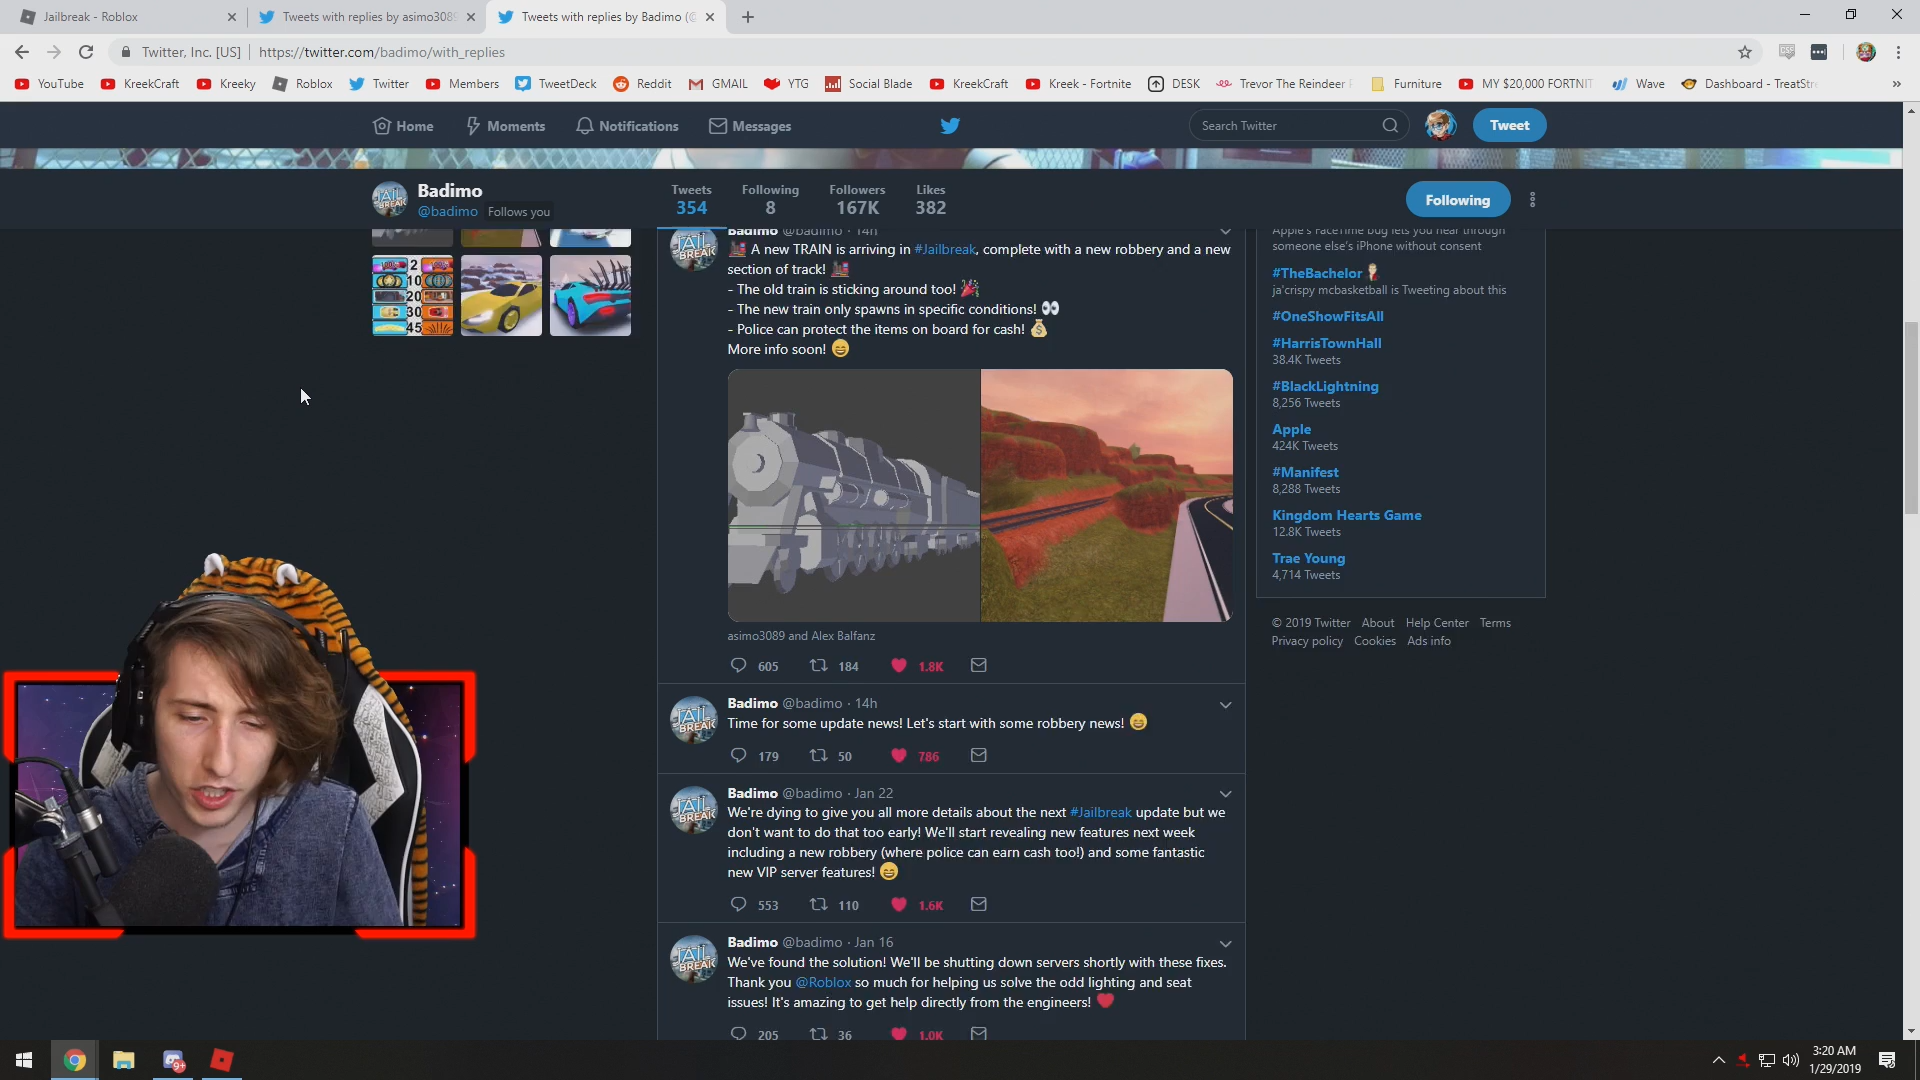 Jailbreak - Roblox
Tweets with replies by asimo3089
Tweets with replies by Badimo (@
Twitter, Inc. [US]
https://twitter.com/badimo/with_replies
YouTube KreekCraft Kreeky Roblox Twitter Members TweetDeck Reddit GMAIL YTG Social Blade KreekCraft Kreek - Fortnite DESK Trevor The Reindeer Furniture MY $20,000 FORTNIT Wave Dashboard - TreatStr
Home Moments Notifications Messages
Search Twitter
Tweet
Badimo
@badimo Follows you
Tweets Following Followers Likes
354 8 167K 382
Following
2
10
20
30
45
Badimo @badimo · 14h
🚂 A new TRAIN is arriving in #Jailbreak, complete with a new robbery and a new
section of track! 🚂
- The old train is sticking around too! 🎉
- The new train only spawns in specific conditions! 👀
- Police can protect the items on board for cash! 💰
More info soon! 😄
asimo3089 and Alex Balfanz
605 184 1.8K
Badimo @badimo · 14h
Time for some update news! Let's start with some robbery news! 😄
179 50 786
Badimo @badimo · Jan 22
We're dying to give you all more details about the next #Jailbreak update but we
don't want to do that too early! We'll start revealing new features next week
including a new robbery (where police can earn cash too!) and some fantastic
new VIP server features! 😄
553 110 1.6K
Badimo @badimo · Jan 16
We've found the solution! We'll be shutting down servers shortly with these fixes.
Thank you @Roblox so much for helping us solve the odd lighting and seat
issues! It's amazing to get help directly from the engineers! ❤
205 36 1.0K
Apple's FaceTime bug lets you hear through
someone else's iPhone without consent
#TheBachelor
ja'crispy mcbasketball is Tweeting about this
#OneShowFitsAll
#HarrisTownHall
38.4K Tweets
#BlackLightning
8,256 Tweets
Apple
424K Tweets
#Manifest
8,288 Tweets
Kingdom Hearts Game
12.8K Tweets
Trae Young
4,714 Tweets
© 2019 Twitter About Help Center Terms
Privacy policy Cookies Ads info
JAIL
BREAK
9+
3:20 AM
1/29/2019